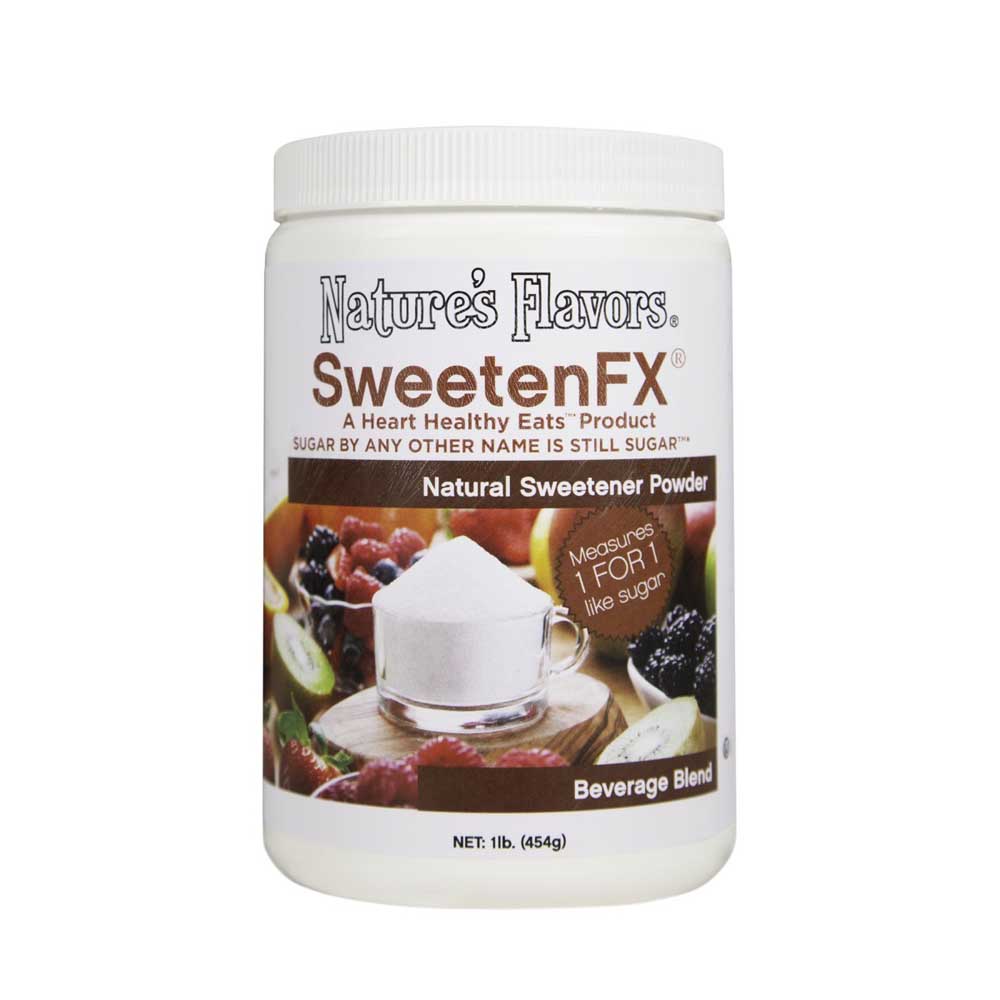 Nature's Flavors®
SweetenFX®
A Heart Healthy Eats™ Product
SUGAR BY ANY OTHER NAME IS STILL SUGAR™*
Natural Sweetener Powder
Measures
1 FOR 1
like sugar
Beverage Blend
NET: 1lb. (454g)